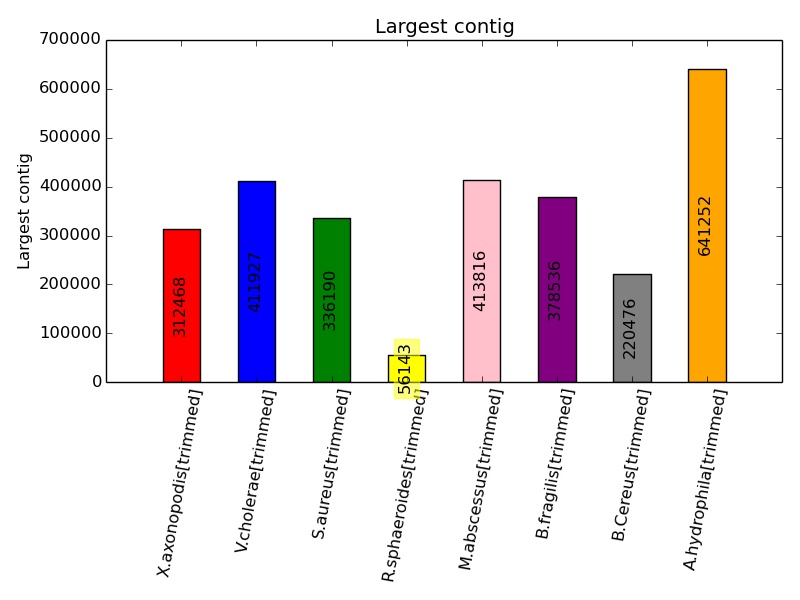 Largest contig
700000
600000
500000
400000
300000
200000
100000
0
Largest contig
312468
411927
336190
56143
413816
378536
220476
641252
X.axonopodis[trimmed]
V.cholerae[trimmed]
S.aureus[trimmed]
R.sphaeroides[trimmed]
M.abscessus[trimmed]
B.fragilis[trimmed]
B.Cereus[trimmed]
A.hydrophila[trimmed]